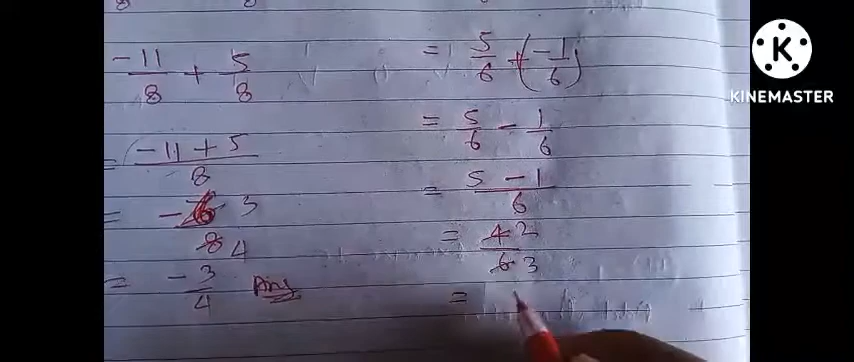 -11/8 + 5/8
= -11 + 5 / 8
= -6 3 / 8 4
= -3/4 Ans
= 5/6 + (-1/6)
= 5/6 - 1/6
= 5 - 1 / 6
= 4 2 / 6 3
=
KINEMASTER